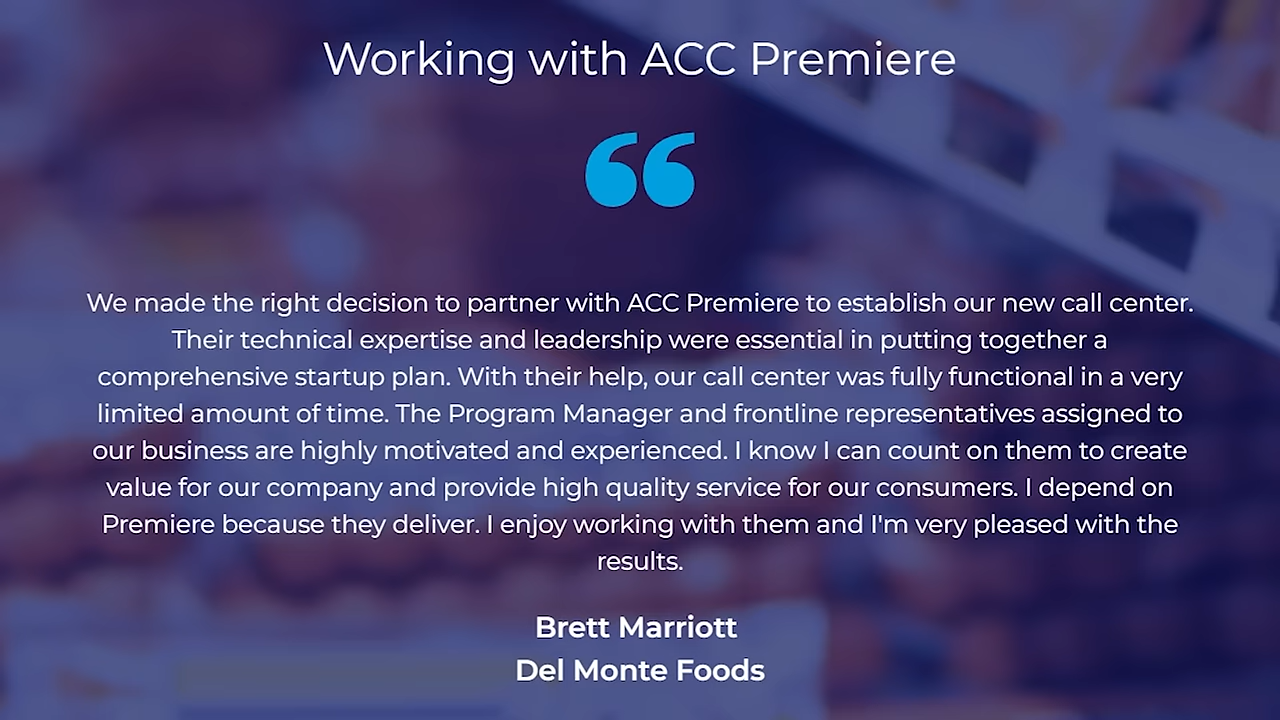 Working with ACC Premiere
“
We made the right decision to partner with ACC Premiere to establish our new call center.
Their technical expertise and leadership were essential in putting together a
comprehensive startup plan. With their help, our call center was fully functional in a very
limited amount of time. The Program Manager and frontline representatives assigned to
our business are highly motivated and experienced. I know I can count on them to create
value for our company and provide high quality service for our consumers. I depend on
Premiere because they deliver. I enjoy working with them and I'm very pleased with the
results.
Brett Marriott
Del Monte Foods